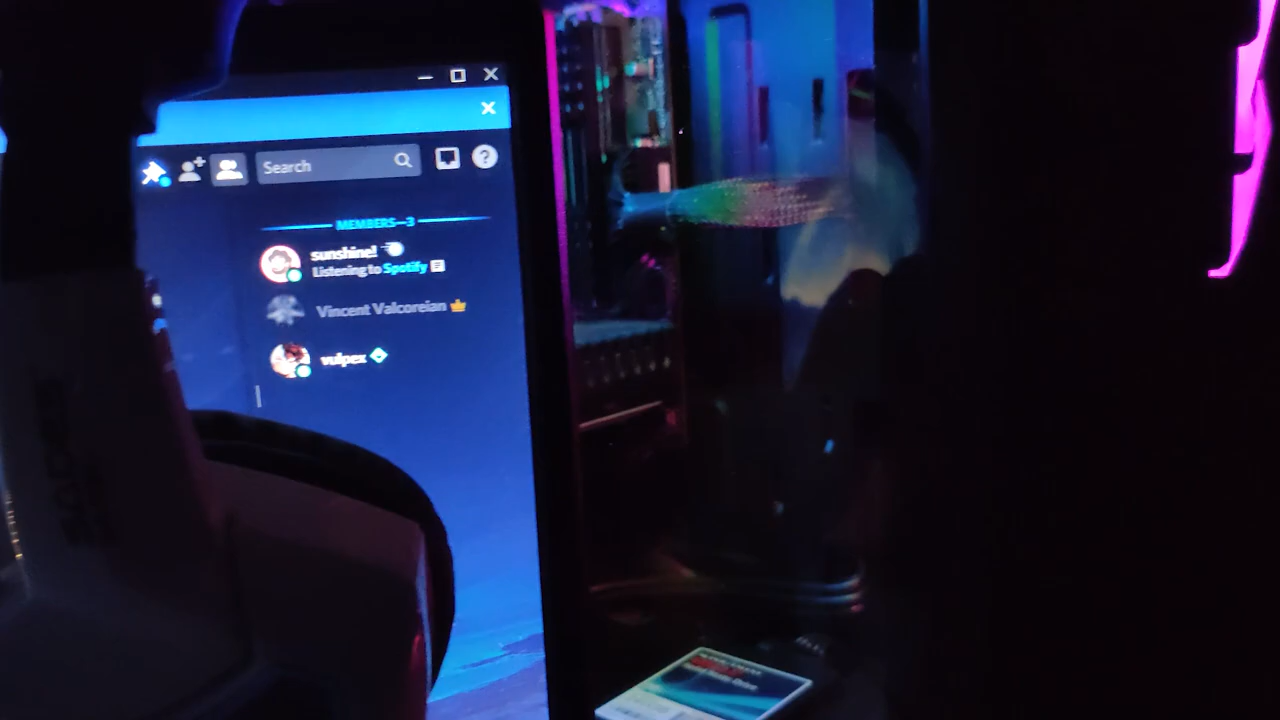 Search
MEMBERS—3
sunshine!
Listening to Spotify
Vincent Valcoreian
vulpex